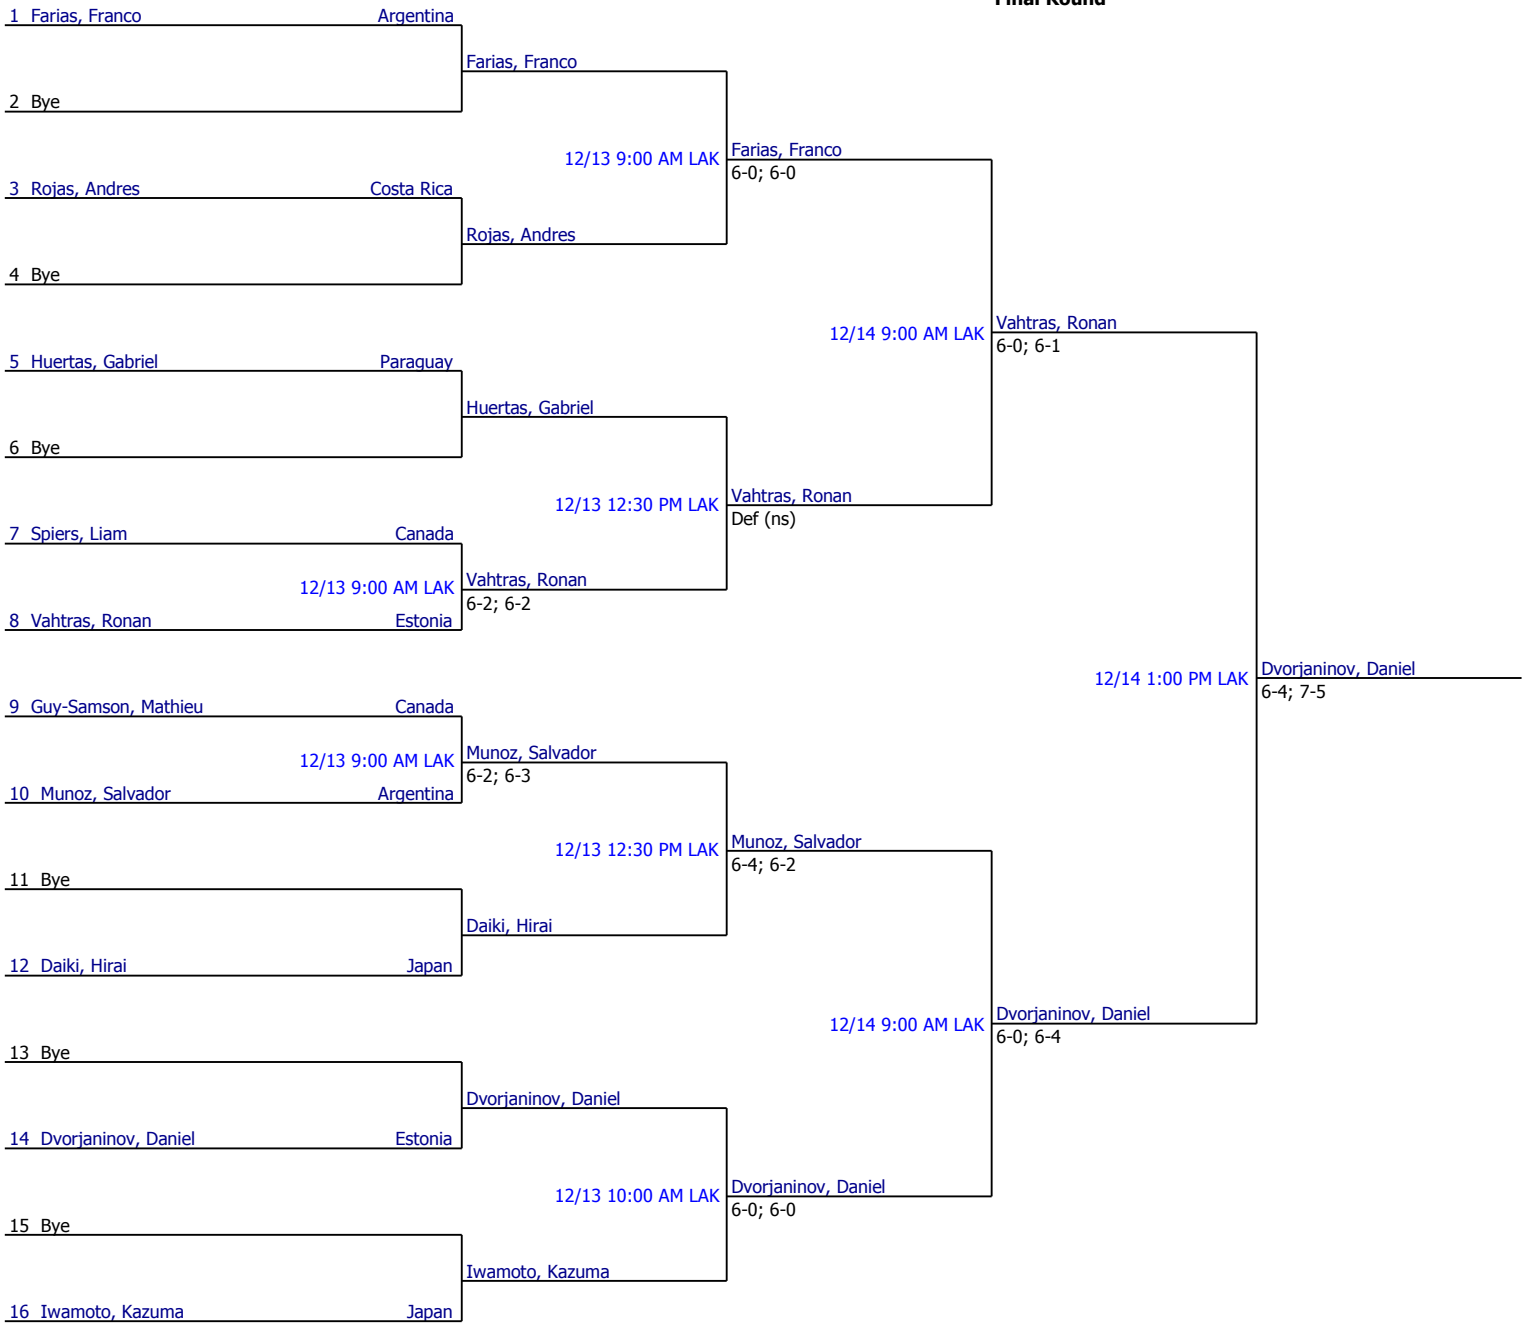 Final Round
1 Farias, Franco Argentina
Farias, Franco
2 Bye
12/13 9:00 AM LAK Farias, Franco
6-0; 6-0
3 Rojas, Andres Costa Rica
Rojas, Andres
4 Bye
12/14 9:00 AM LAK Vahtras, Ronan
6-0; 6-1
5 Huertas, Gabriel Paraguay
Huertas, Gabriel
6 Bye
12/13 12:30 PM LAK Vahtras, Ronan
Def (ns)
7 Spiers, Liam Canada
12/13 9:00 AM LAK Vahtras, Ronan
6-2; 6-2
8 Vahtras, Ronan Estonia
12/14 1:00 PM LAK Dvorjaninov, Daniel
6-4; 7-5
9 Guy-Samson, Mathieu Canada
12/13 9:00 AM LAK Munoz, Salvador
6-2; 6-3
10 Munoz, Salvador Argentina
12/13 12:30 PM LAK Munoz, Salvador
6-4; 6-2
11 Bye
Daiki, Hirai
12 Daiki, Hirai Japan
12/14 9:00 AM LAK Dvorjaninov, Daniel
6-0; 6-4
13 Bye
Dvorjaninov, Daniel
14 Dvorjaninov, Daniel Estonia
12/13 10:00 AM LAK Dvorjaninov, Daniel
6-0; 6-0
15 Bye
Iwamoto, Kazuma
16 Iwamoto, Kazuma Japan